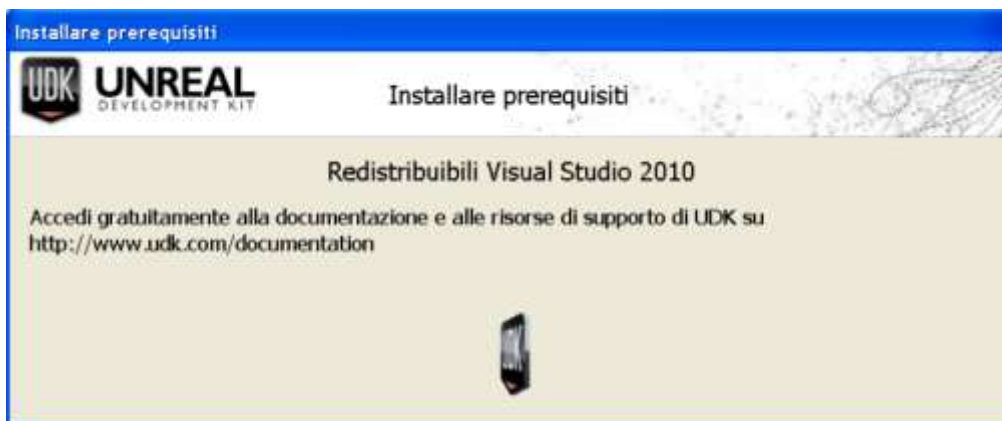 Installare prerequisiti
UDK UNREAL
DEVELOPMENT KIT
Installare prerequisiti
Redistribuibili Visual Studio 2010
Accedi gratuitamente alla documentazione e alle risorse di supporto di UDK su
http://www.udk.com/documentation